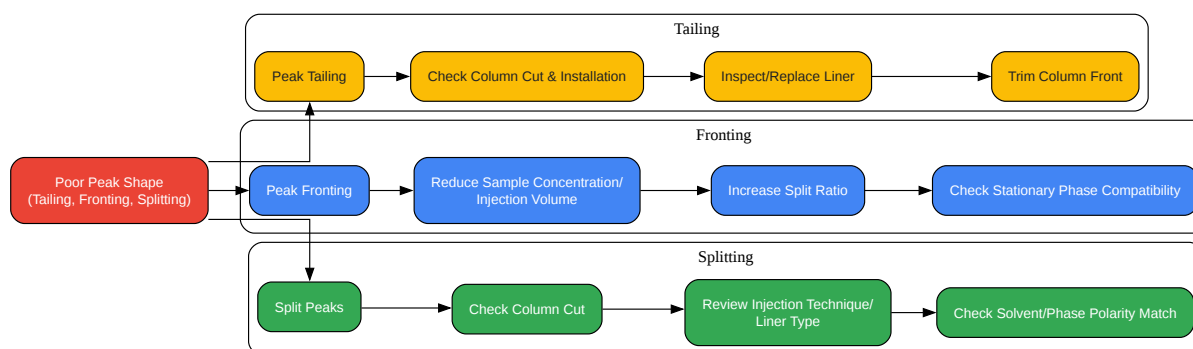 Tailing
Peak Tailing
Check Column Cut & Installation
Inspect/Replace Liner
Trim Column Front
Poor Peak Shape
(Tailing, Fronting, Splitting)
Fronting
Peak Fronting
Reduce Sample Concentration/
Injection Volume
Increase Split Ratio
Check Stationary Phase Compatibility
Splitting
Split Peaks
Check Column Cut
Review Injection Technique/
Liner Type
Check Solvent/Phase Polarity Match